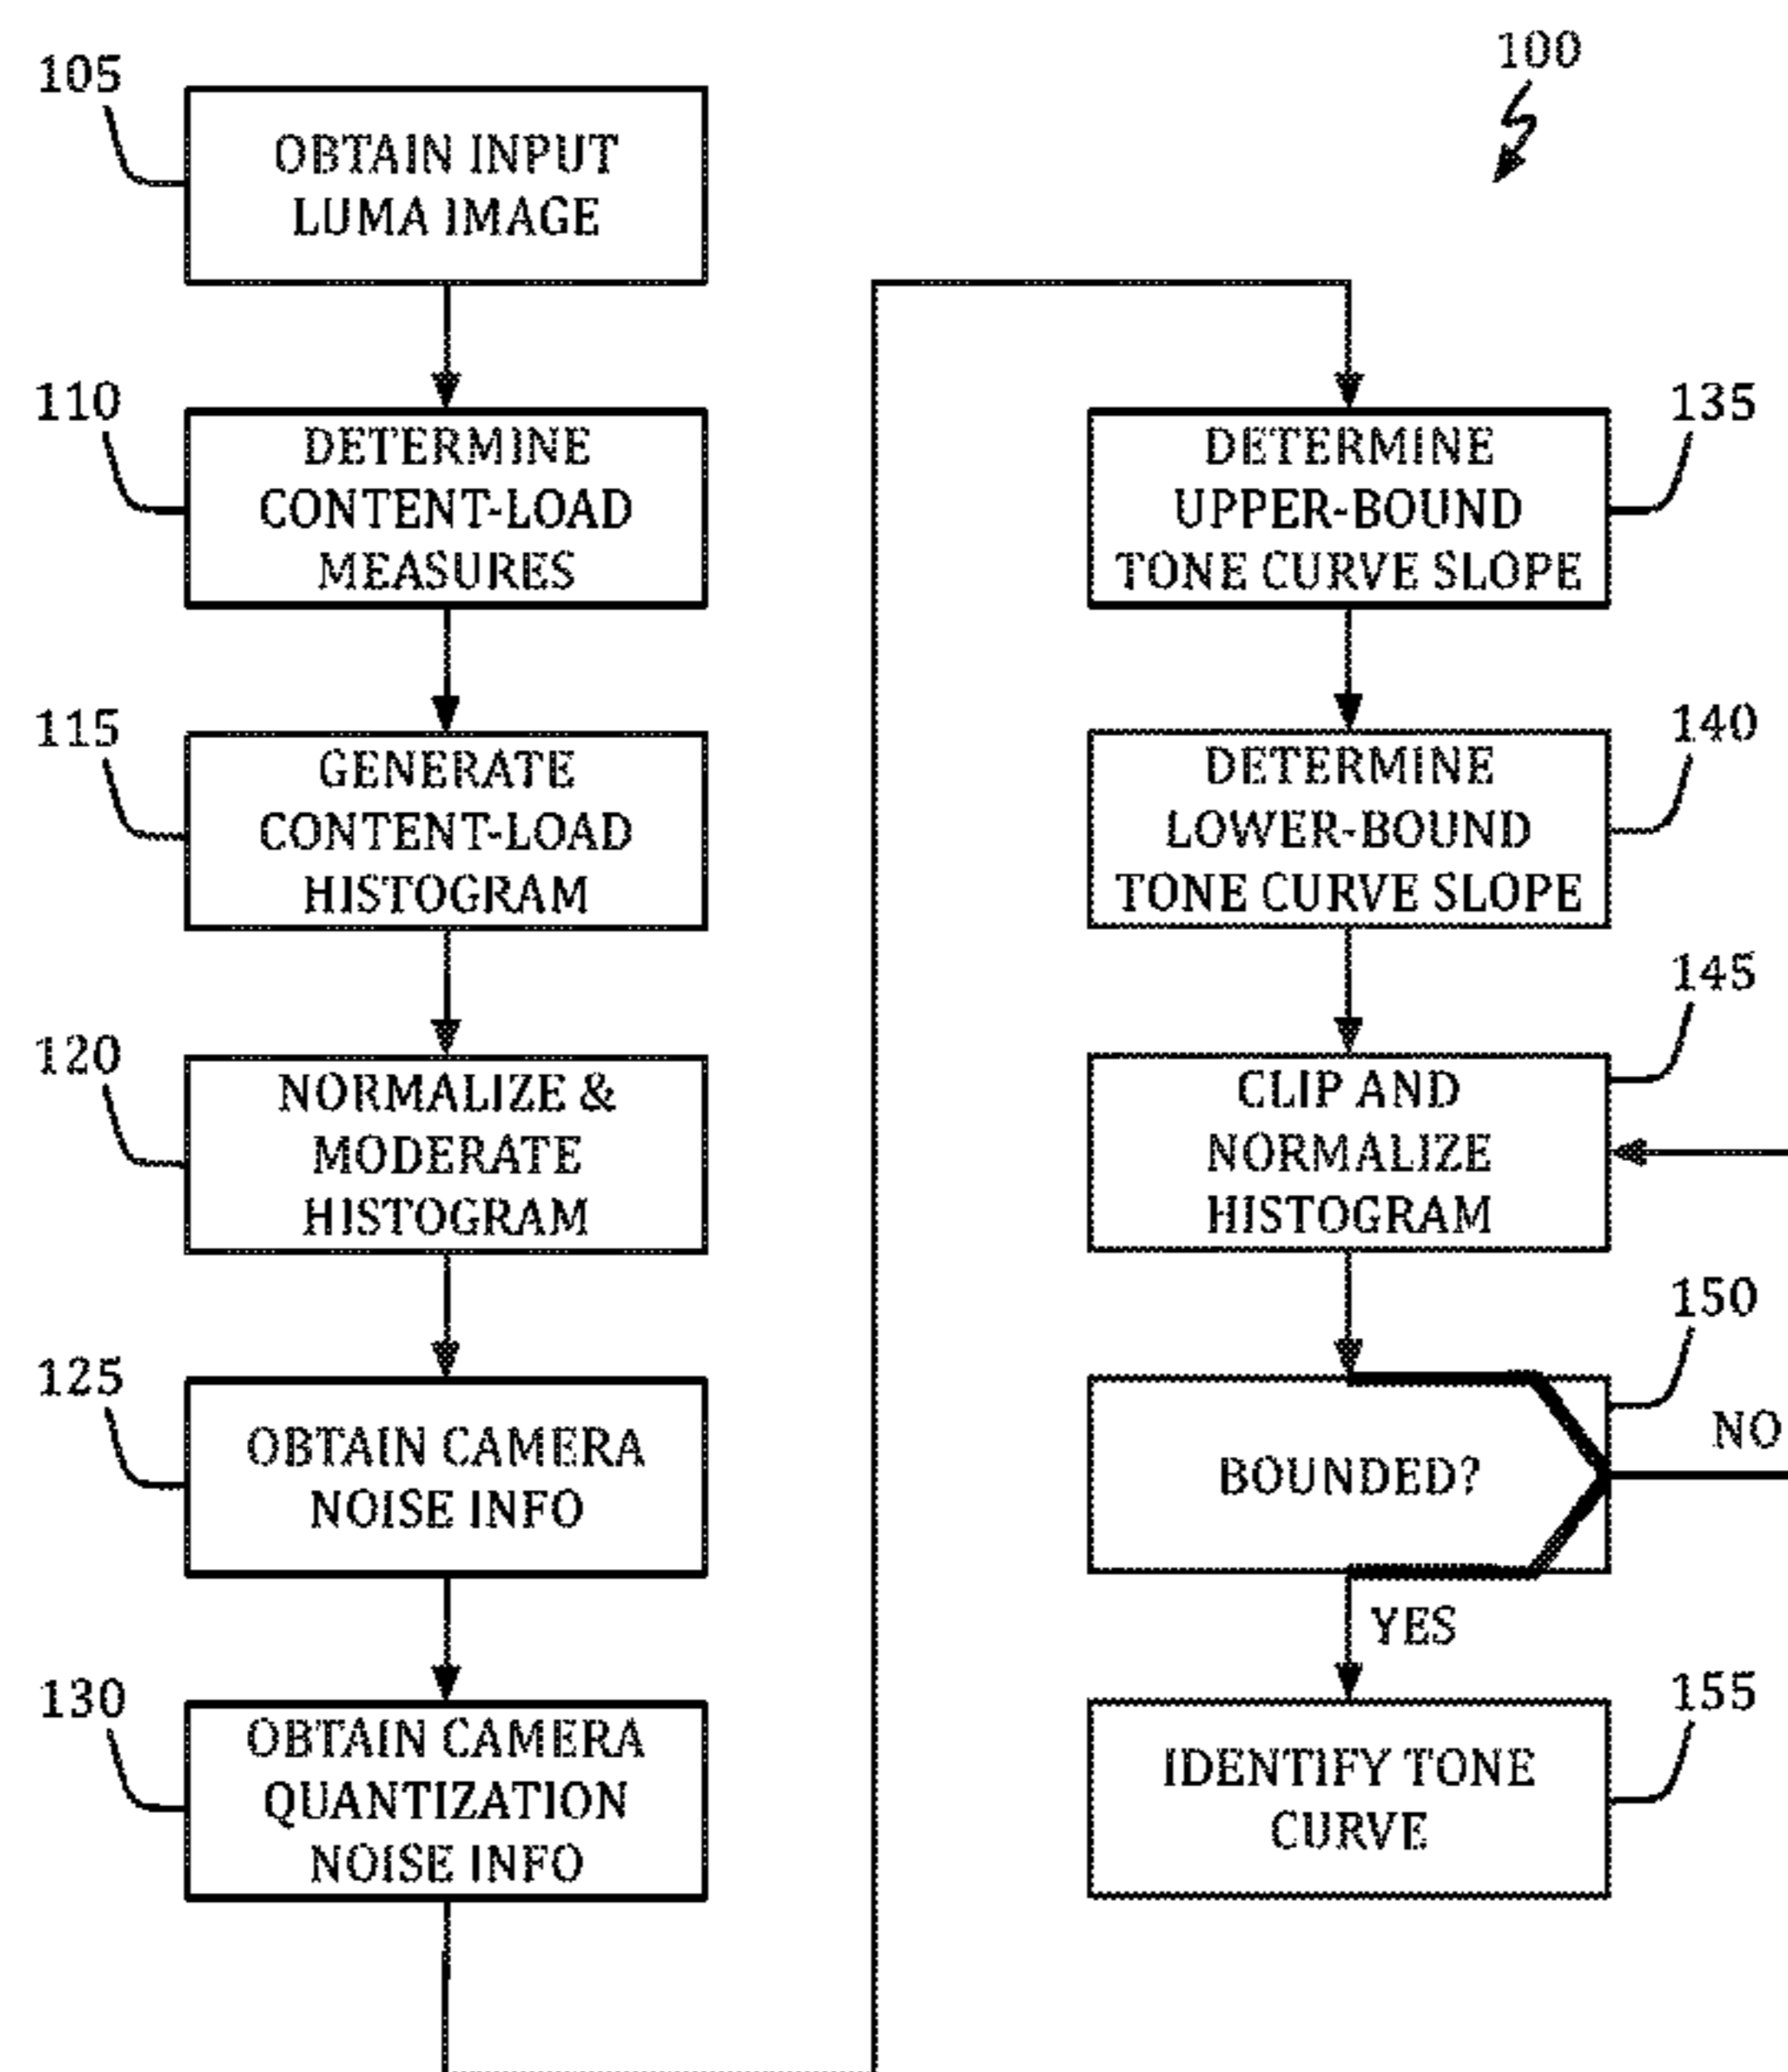 100
105
OBTAIN INPUT
LUMA IMAGE
110
DETERMINE
CONTENT-LOAD
MEASURES
115
GENERATE
CONTENT-LOAD
HISTOGRAM
120
NORMALIZE &
MODERATE
HISTOGRAM
125
OBTAIN CAMERA
NOISE INFO
130
OBTAIN CAMERA
QUANTIZATION
NOISE INFO
135
DETERMINE
UPPER-BOUND
TONE CURVE SLOPE
140
DETERMINE
LOWER-BOUND
TONE CURVE SLOPE
145
CLIP AND
NORMALIZE
HISTOGRAM
150
BOUNDED?
NO
YES
155
IDENTIFY TONE
CURVE